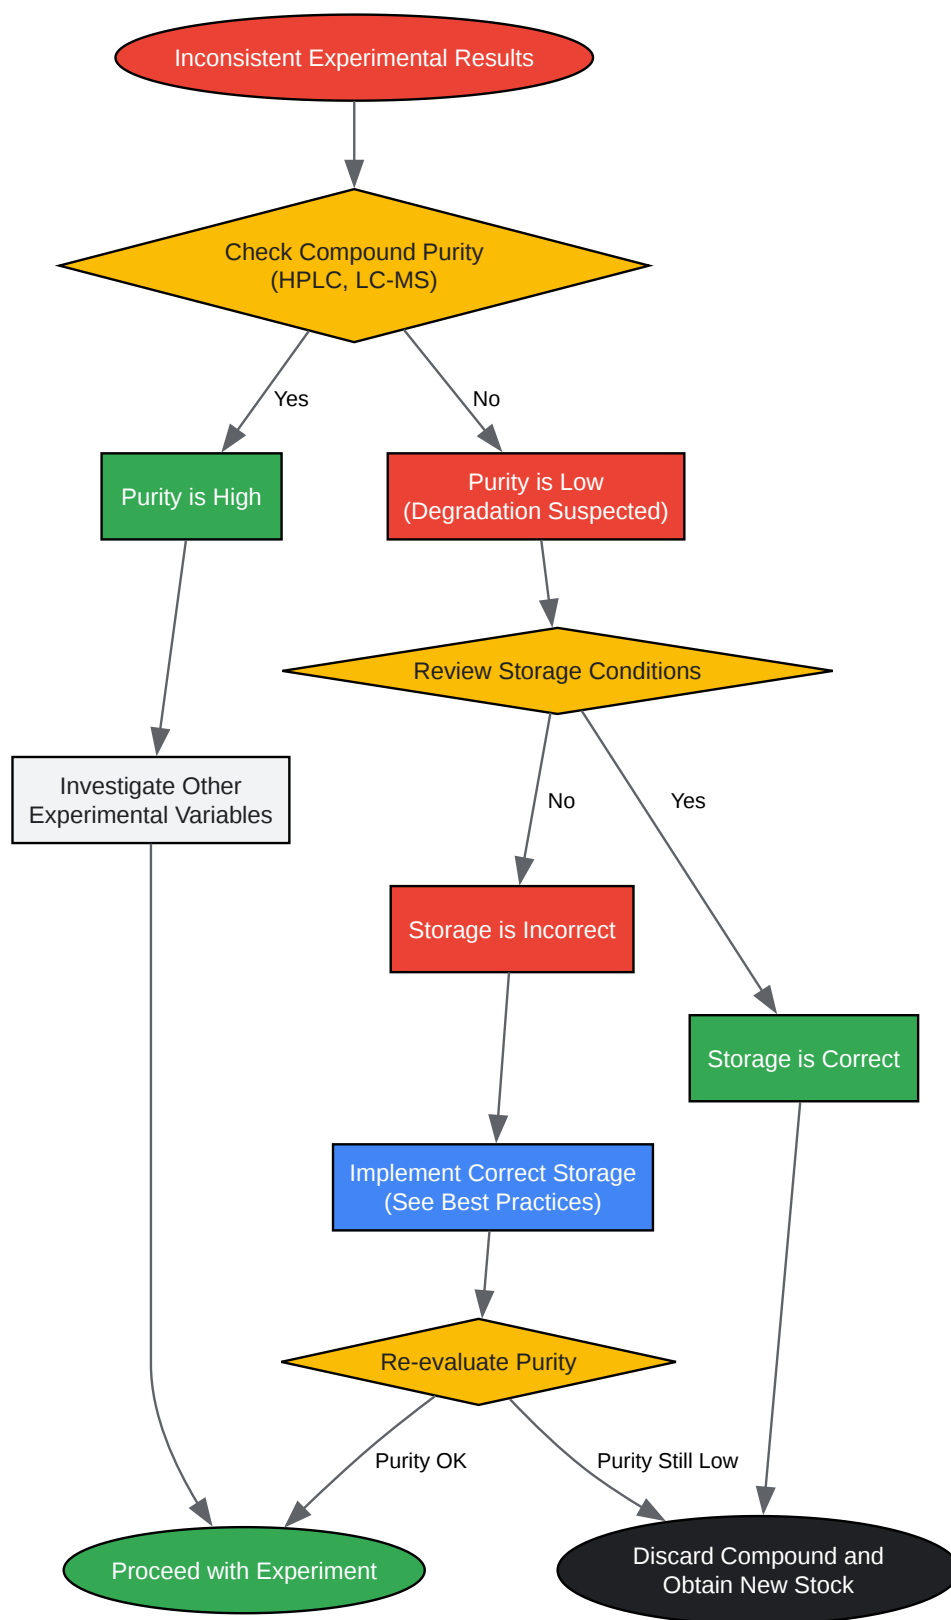 Inconsistent Experimental Results
Check Compound Purity
(HPLC, LC-MS)
Yes
No
Purity is High
Purity is Low
(Degradation Suspected)
Review Storage Conditions
Investigate Other
Experimental Variables
No
Yes
Storage is Incorrect
Storage is Correct
Implement Correct Storage
(See Best Practices)
Re-evaluate Purity
Purity OK
Purity Still Low
Proceed with Experiment
Discard Compound and
Obtain New Stock